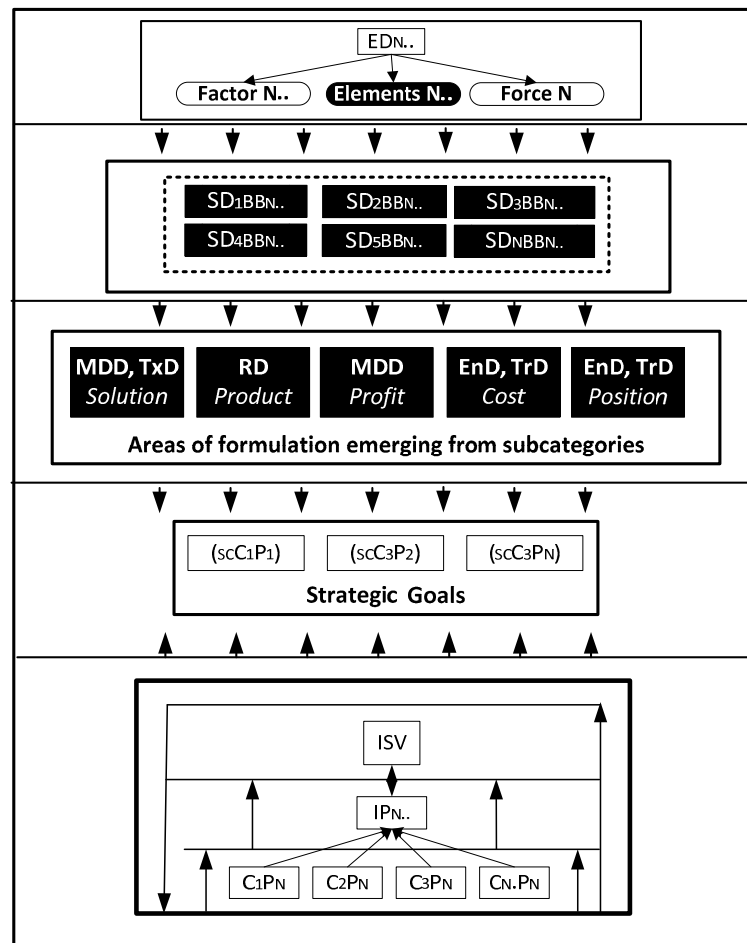 EDN..
Factor N.. Elements N.. Force N
SD1BBN.. SD2BBN.. SD3BBN..
SD4BBN.. SD5BBN.. SDNBBN..
MDD, TxD RD MDD EnD, TrD EnD, TrD
Solution Product Profit Cost Position
Areas of formulation emerging from subcategories
(scC1P1) (scC3P2) (scC3PN)
Strategic Goals
ISV
IPN..
C1PN C2PN C3PN CN.PN